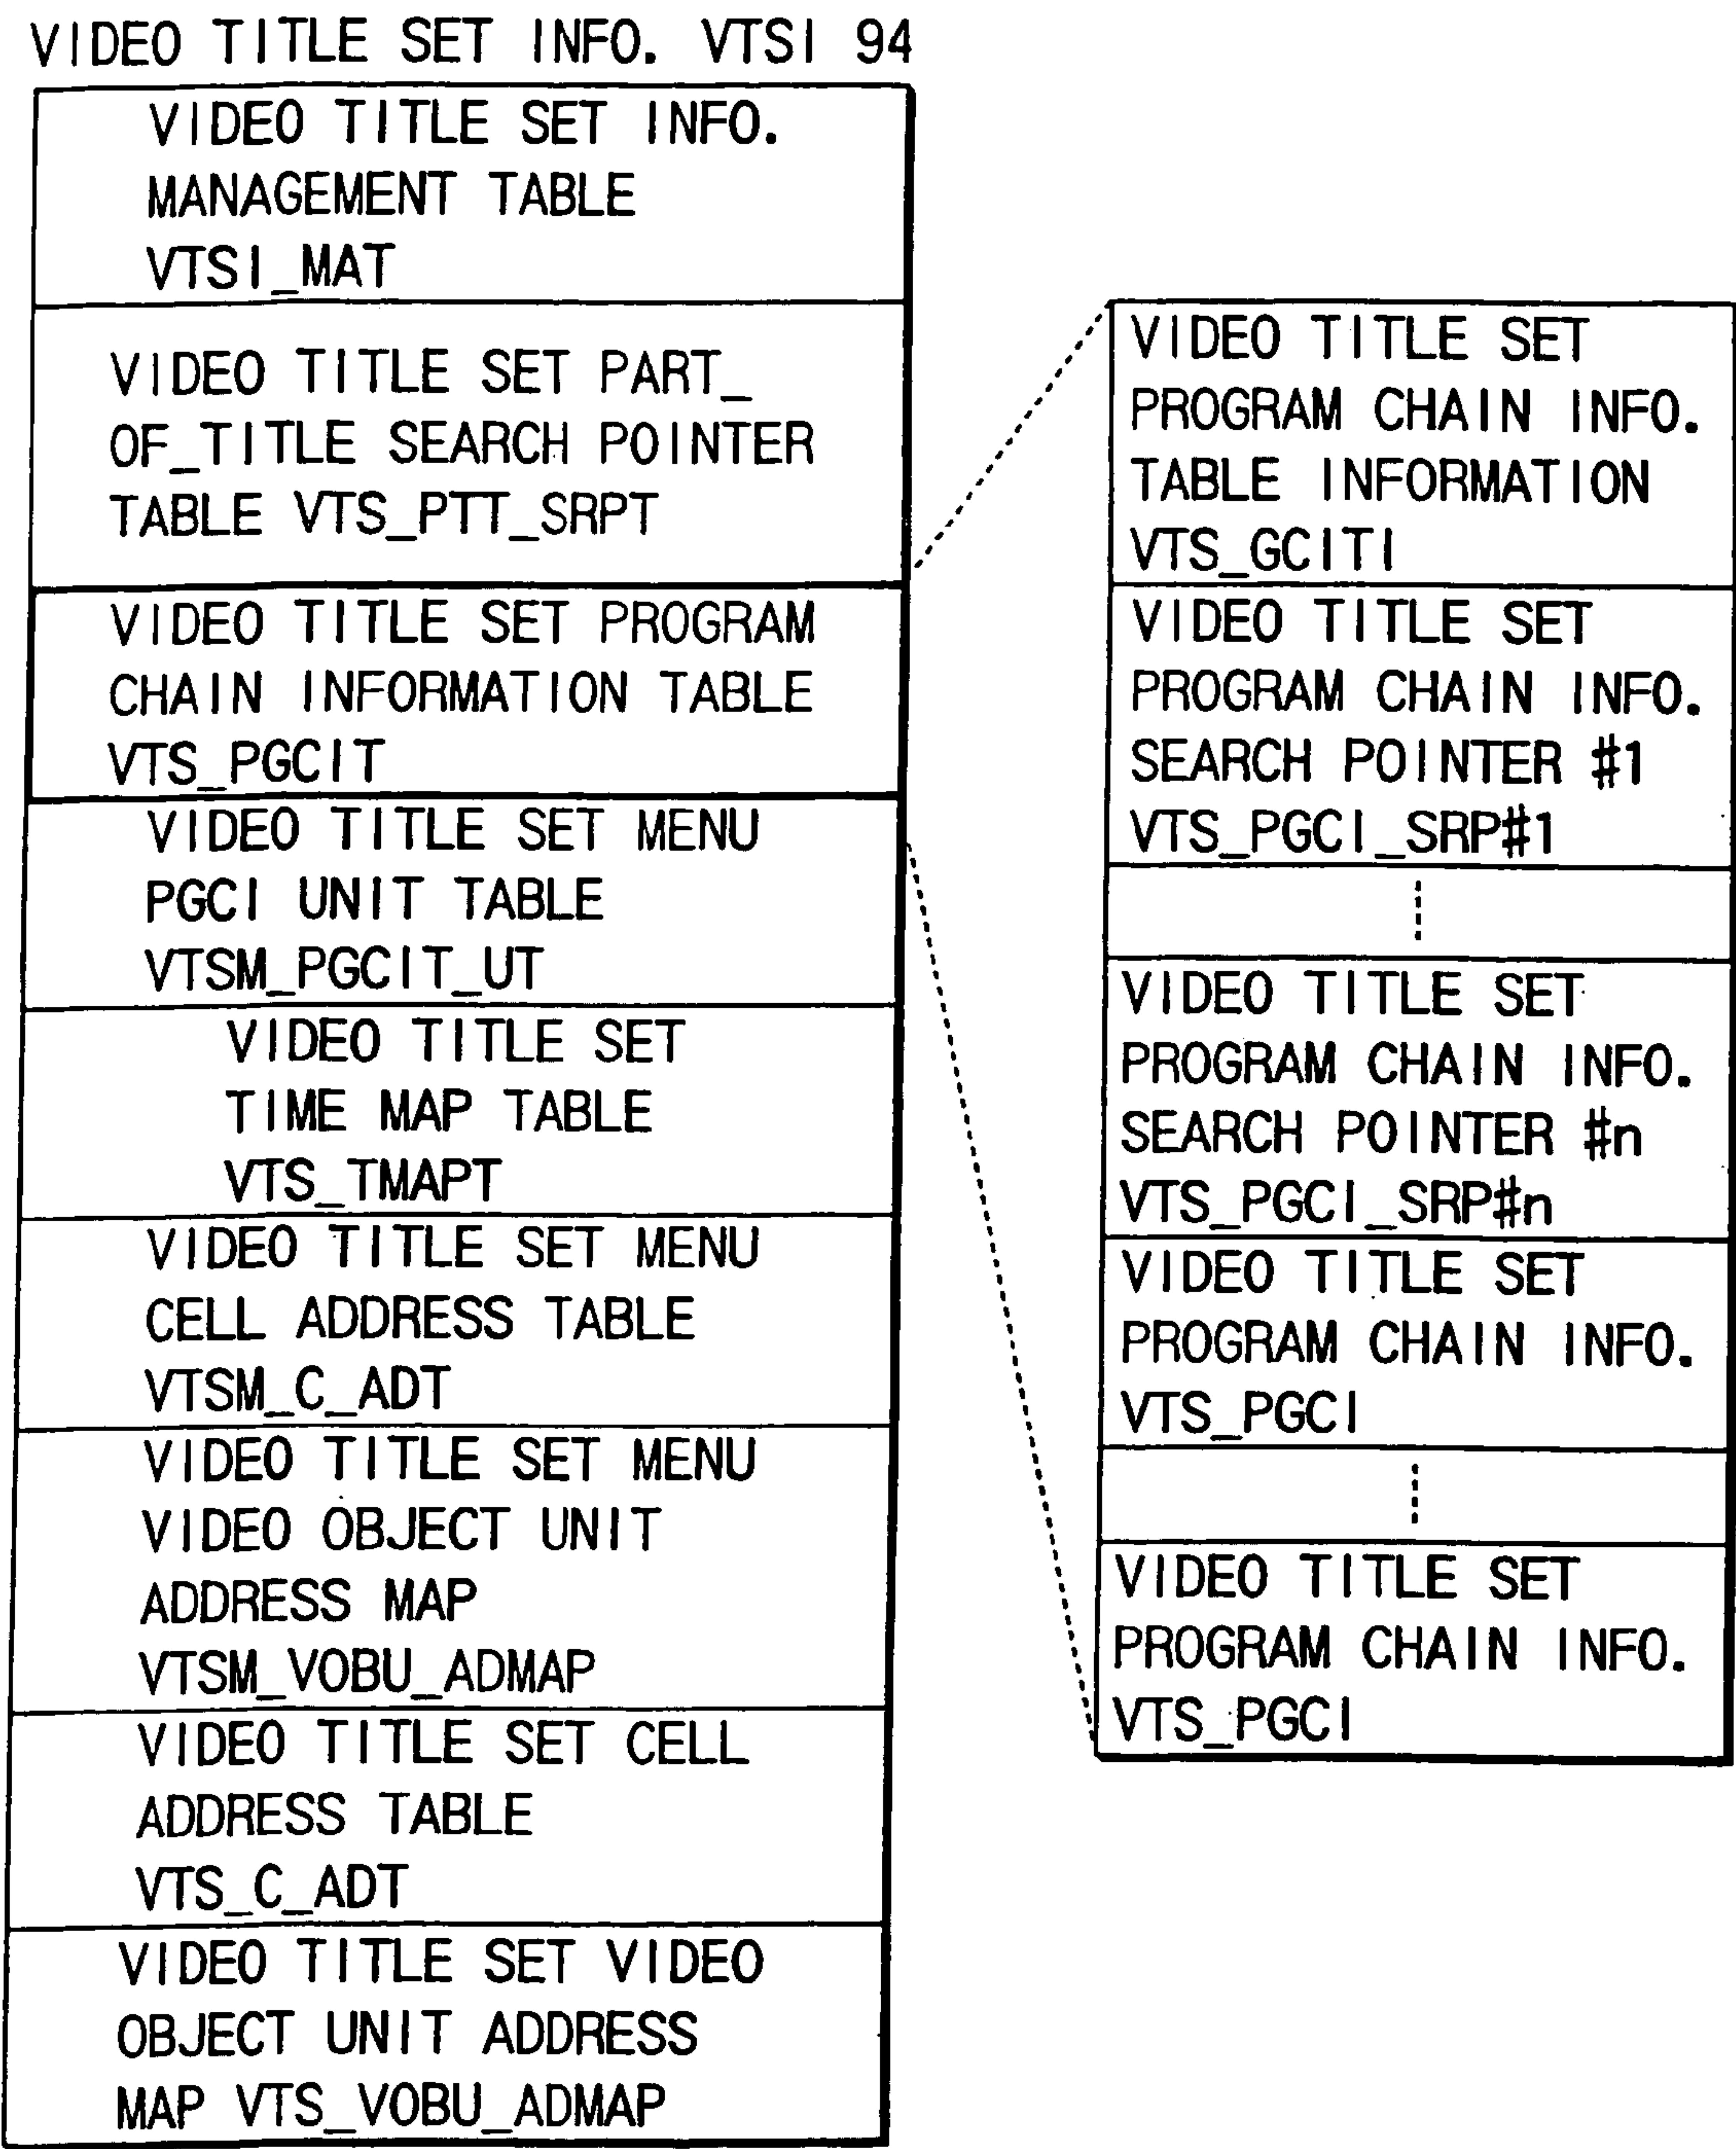 VIDEO TITLE SET INFO. VTSI 94
VIDEO TITLE SET INFO.
MANAGEMENT TABLE
VTSI_MAT
VIDEO TITLE SET PART_
OF_TITLE SEARCH POINTER
TABLE VTS_PTT_SRPT
VIDEO TITLE SET PROGRAM
CHAIN INFORMATION TABLE
VTS_PGCIT
VIDEO TITLE SET MENU
PGCI UNIT TABLE
VTSM_PGCIT_UT
VIDEO TITLE SET
TIME MAP TABLE
VTS_TMAPT
VIDEO TITLE SET MENU
CELL ADDRESS TABLE
VTSM_C_ADT
VIDEO TITLE SET MENU
VIDEO OBJECT UNIT
ADDRESS MAP
VTSM_VOBU_ADMAP
VIDEO TITLE SET CELL
ADDRESS TABLE
VTS_C_ADT
VIDEO TITLE SET VIDEO
OBJECT UNIT ADDRESS
MAP VTS_VOBU_ADMAP
VIDEO TITLE SET
PROGRAM CHAIN INFO.
TABLE INFORMATION
VTS_GCITI
VIDEO TITLE SET
PROGRAM CHAIN INFO.
SEARCH POINTER #1
VTS_PGCI_SRP#1
VIDEO TITLE SET
PROGRAM CHAIN INFO.
SEARCH POINTER #n
VTS_PGCI_SRP#n
VIDEO TITLE SET
PROGRAM CHAIN INFO.
VTS_PGCI
VIDEO TITLE SET
PROGRAM CHAIN INFO.
VTS_PGCI